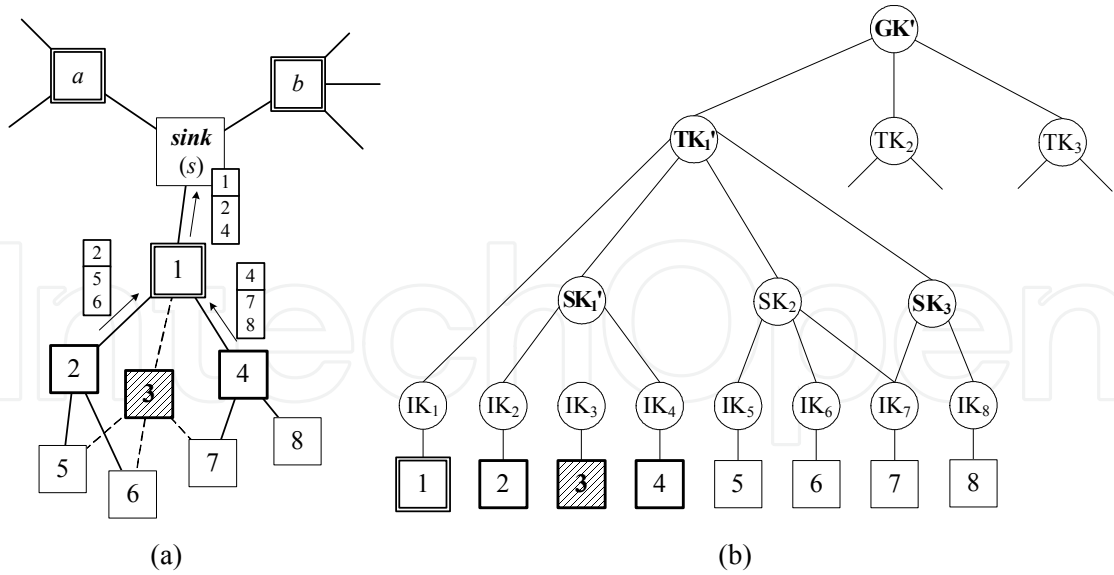 GK'
a
b
sink
(s)
TK₁'
TK₂
TK₃
1
2
4
2
5
6
1
4
7
8
SK₁'
SK₂
SK₃
2
3
4
IK₁
IK₂
IK₃
IK₄
IK₅
IK₆
IK₇
IK₈
5
6
7
8
1
2
3
4
5
6
7
8
(a)
(b)
IntechOpen